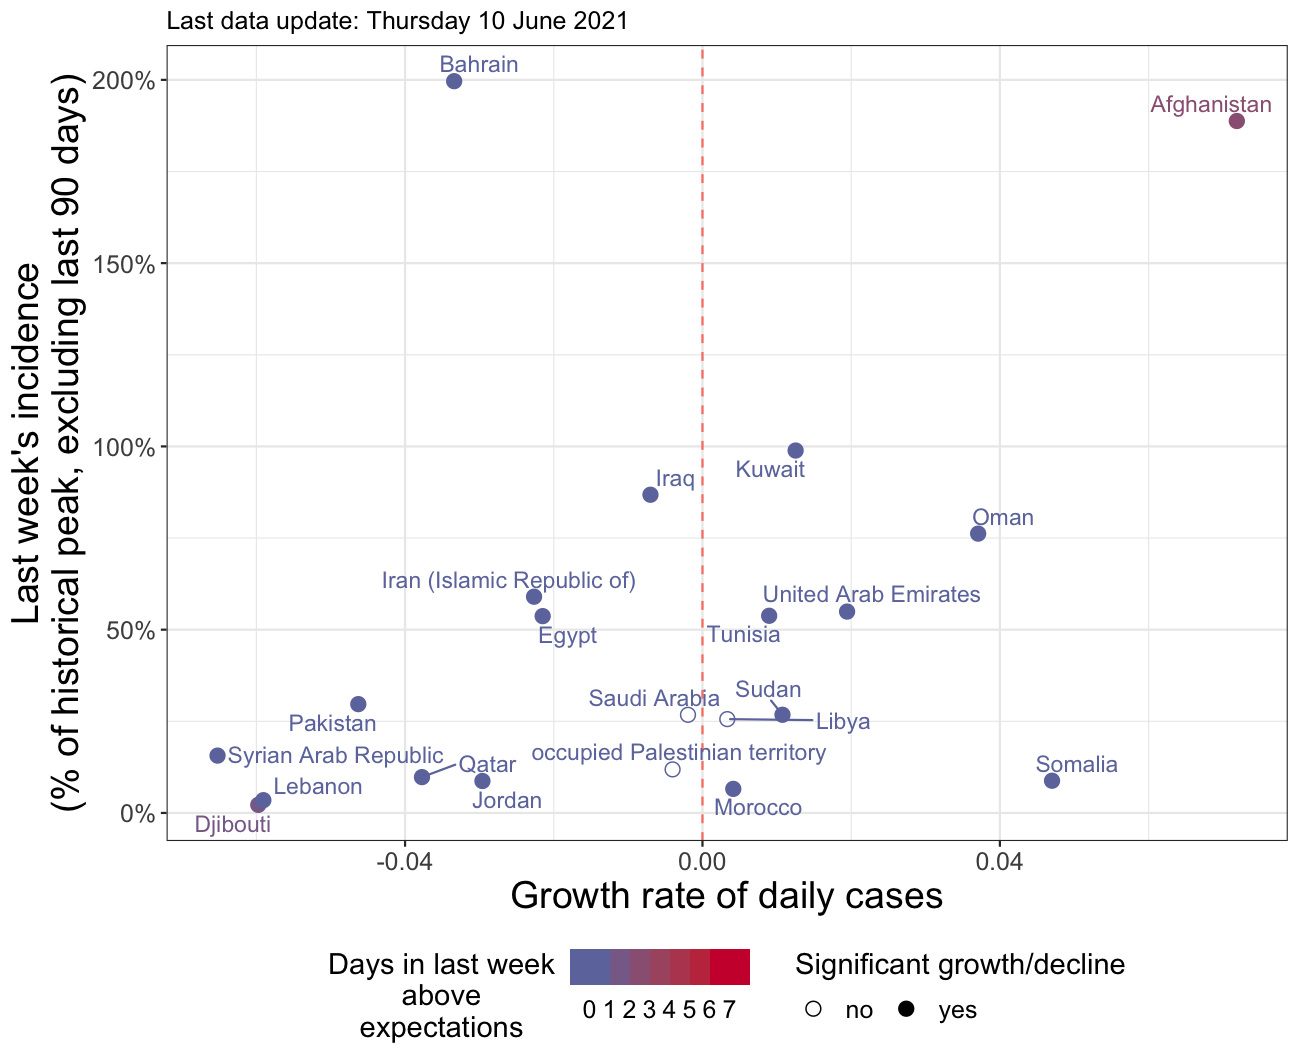 Last data update: Thursday 10 June 2021
Last week's incidence
(% of historical peak, excluding last 90 days)
200%
150%
100%
50%
0%
Bahrain
Afghanistan
Iraq
Kuwait
Oman
Iran (Islamic Republic of)
United Arab Emirates
Egypt
Tunisia
Saudi Arabia
Sudan
Pakistan
Libya
Syrian Arab Republic
occupied Palestinian territory
Qatar
Somalia
Lebanon
Jordan
Morocco
Djibouti
-0.04
0.00
0.04
Growth rate of daily cases
Days in last week
above
expectations
0 1 2 3 4 5 6 7
Significant growth/decline
no
yes